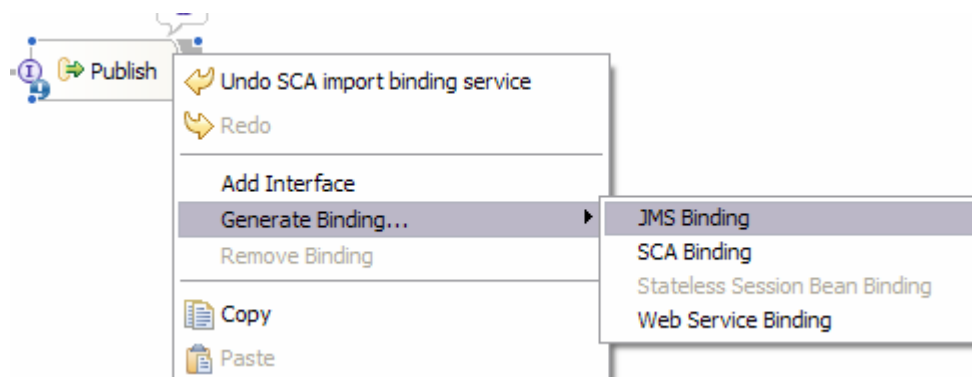 I
Publish
Undo SCA import binding service
Redo
Add Interface
Generate Binding...
Remove Binding
Copy
Paste
JMS Binding
SCA Binding
Stateless Session Bean Binding
Web Service Binding